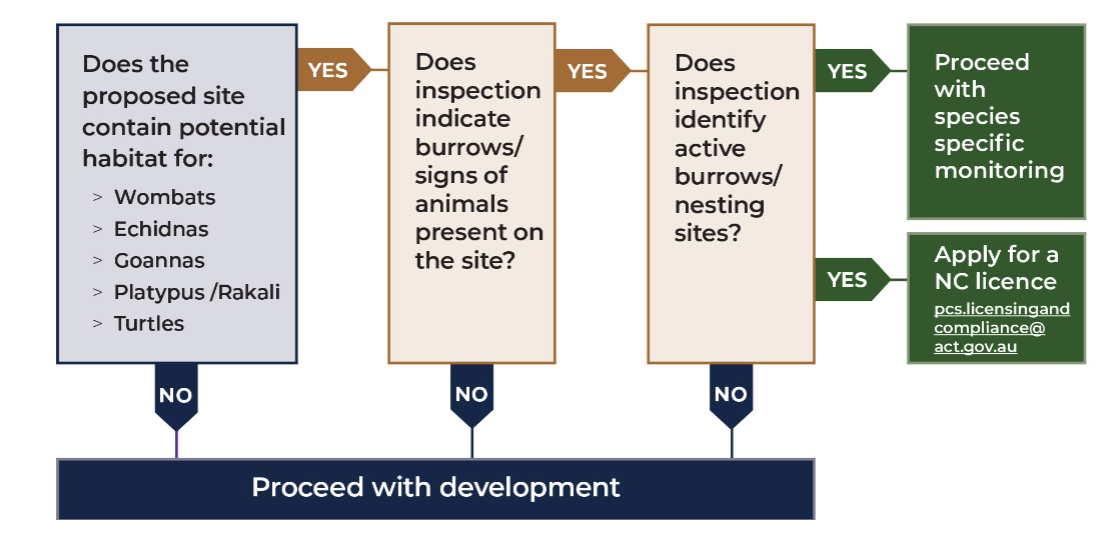 Does the
proposed site
contain potential
habitat for:
> Wombats
> Echidnas
> Goannas
> Platypus /Rakali
> Turtles
YES
Does
inspection
indicate
burrows/
signs of
animals
present on
the site?
YES
Does
inspection
identify
active
burrows/
nesting
sites?
YES
Proceed
with
species
specific
monitoring
YES
Apply for a
NC licence
pcs.licensingand
compliance@
act.gov.au
NO
NO
NO
Proceed with development